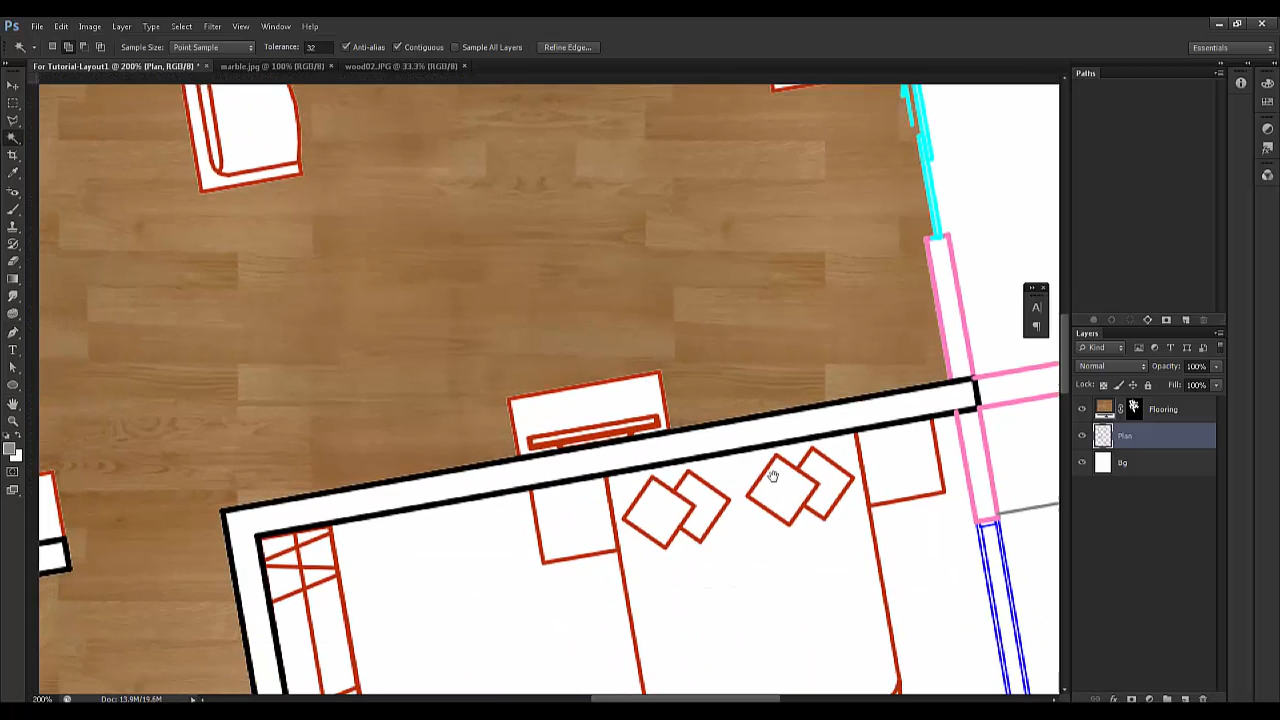 Ps File Edit Image Layer Type Select Filter View Window Help
Sample Size: Point Sample Tolerance: 32 Anti-alias Contiguous Sample All Layers Refine Edge... Essentials
For Tutorial-Layout1 @ 200% (Plan, RGB/8) * × marble.jpg @ 100% (RGB/8) × wood02.JPG @ 33.3% (RGB/8) ×
Paths
A
¶
Layers
Kind
Normal Opacity: 100%
Lock: Fill: 100%
Flooring
Plan
Bg
200% Doc: 13.9M/19.6M